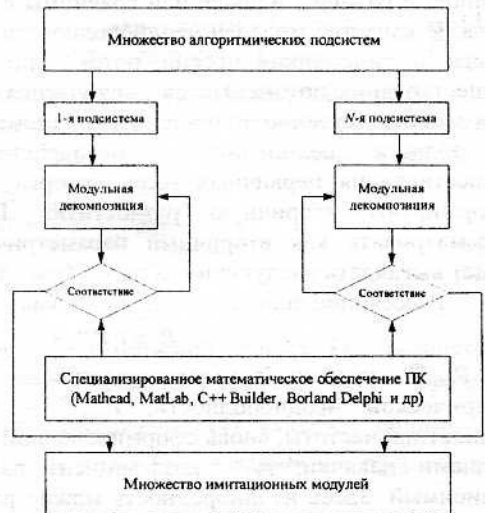 Множество алгоритмических подсистем
1-я подсистема
N-я подсистема
Модульная
декомпозиция
Модульная
декомпозиция
Соответствие
Соответствие
Специализированное математическое обеспечение ПК
(Mathcad, MatLab, C++ Builder, Borland Delphi и др)
Множество имитационных модулей